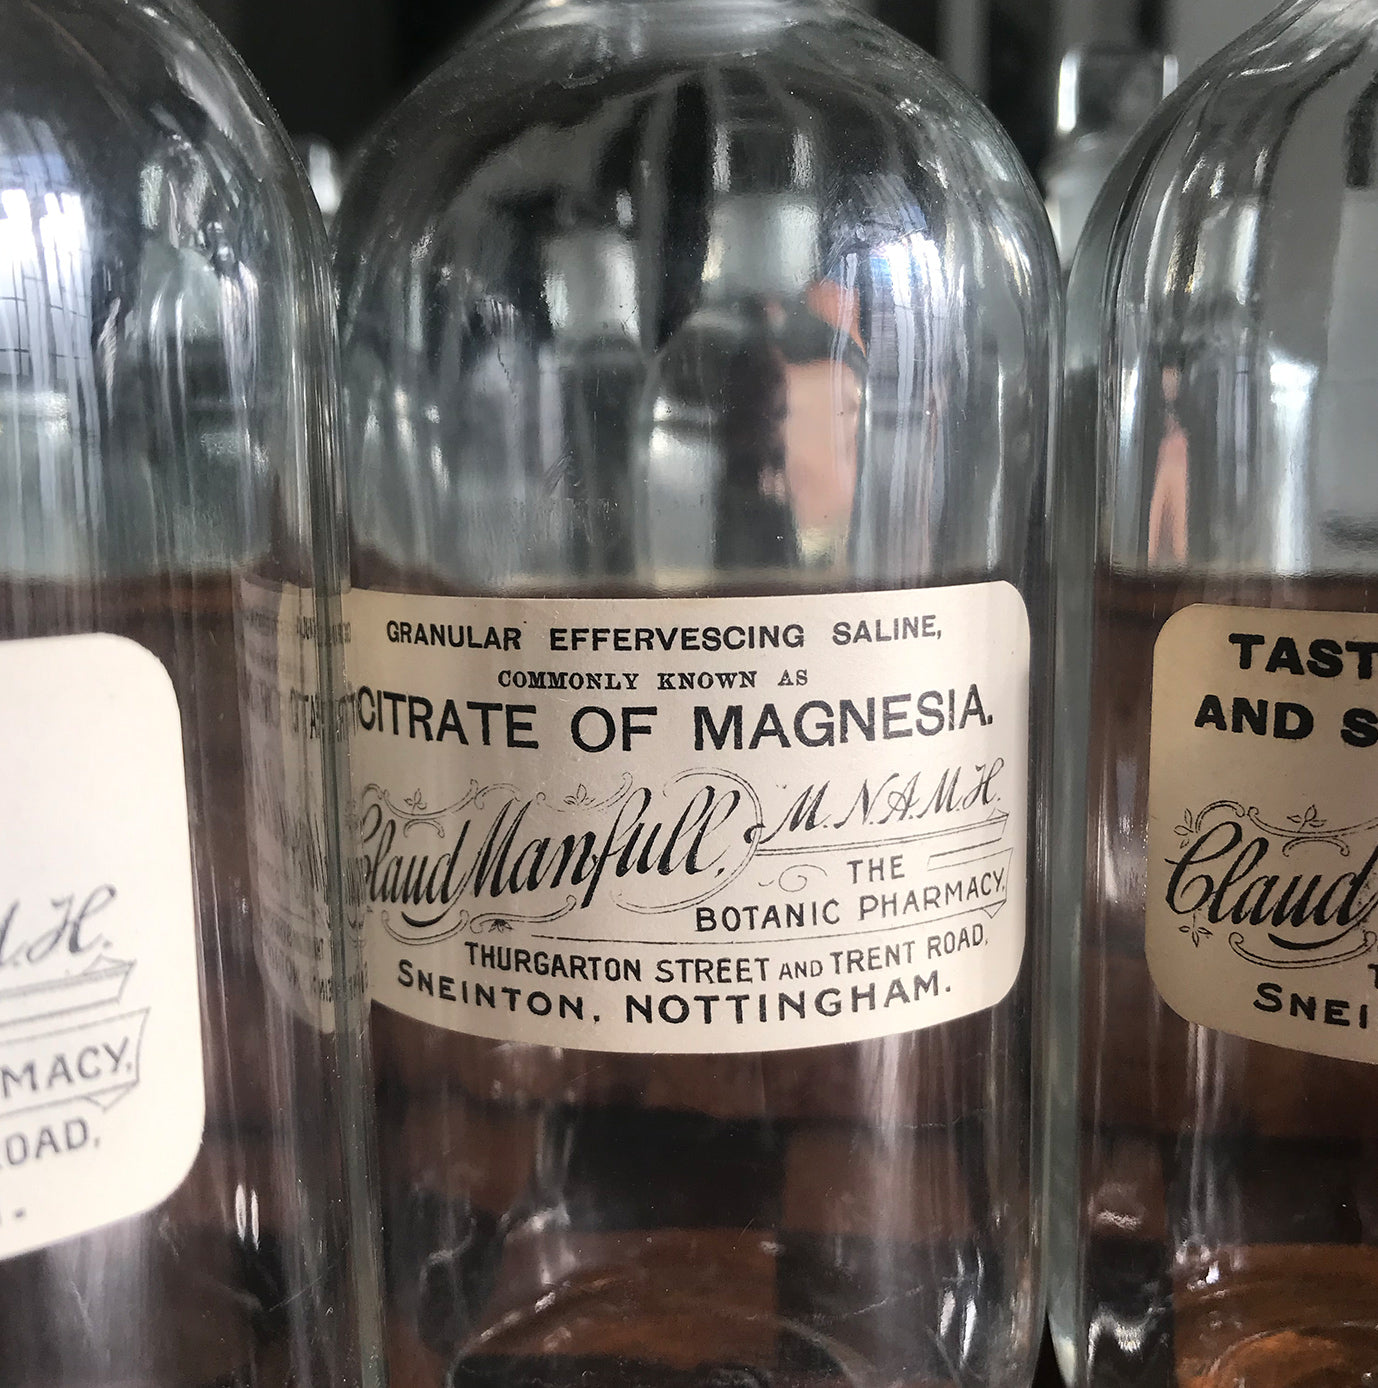 GRANULAR EFFERVESCING SALINE,
COMMONLY KNOWN AS
CITRATE OF MAGNESIA.
Claud Manfull, M.N.A.M.H.
THE
BOTANIC PHARMACY,
THURGARTON STREET AND TRENT ROAD,
SNEINTON, NOTTINGHAM.
M.H.
MACY,
OAD,
TAST
AND S
Claud
T
SNEI